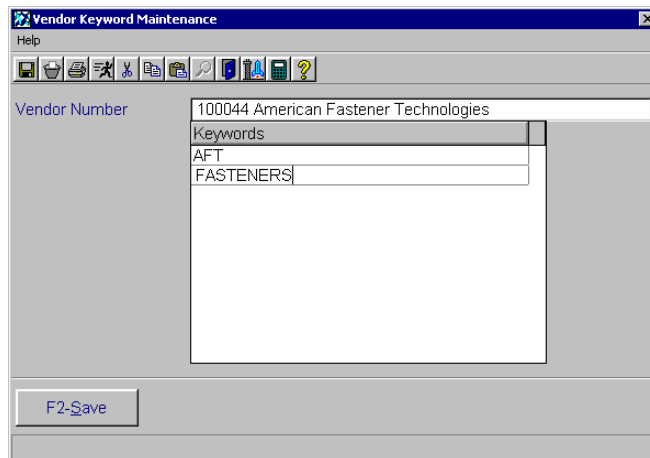 Vendor Keyword Maintenance
Help
Vendor Number 100044 American Fastener Technologies
Keywords
AFT
FASTENERS
F2-Save